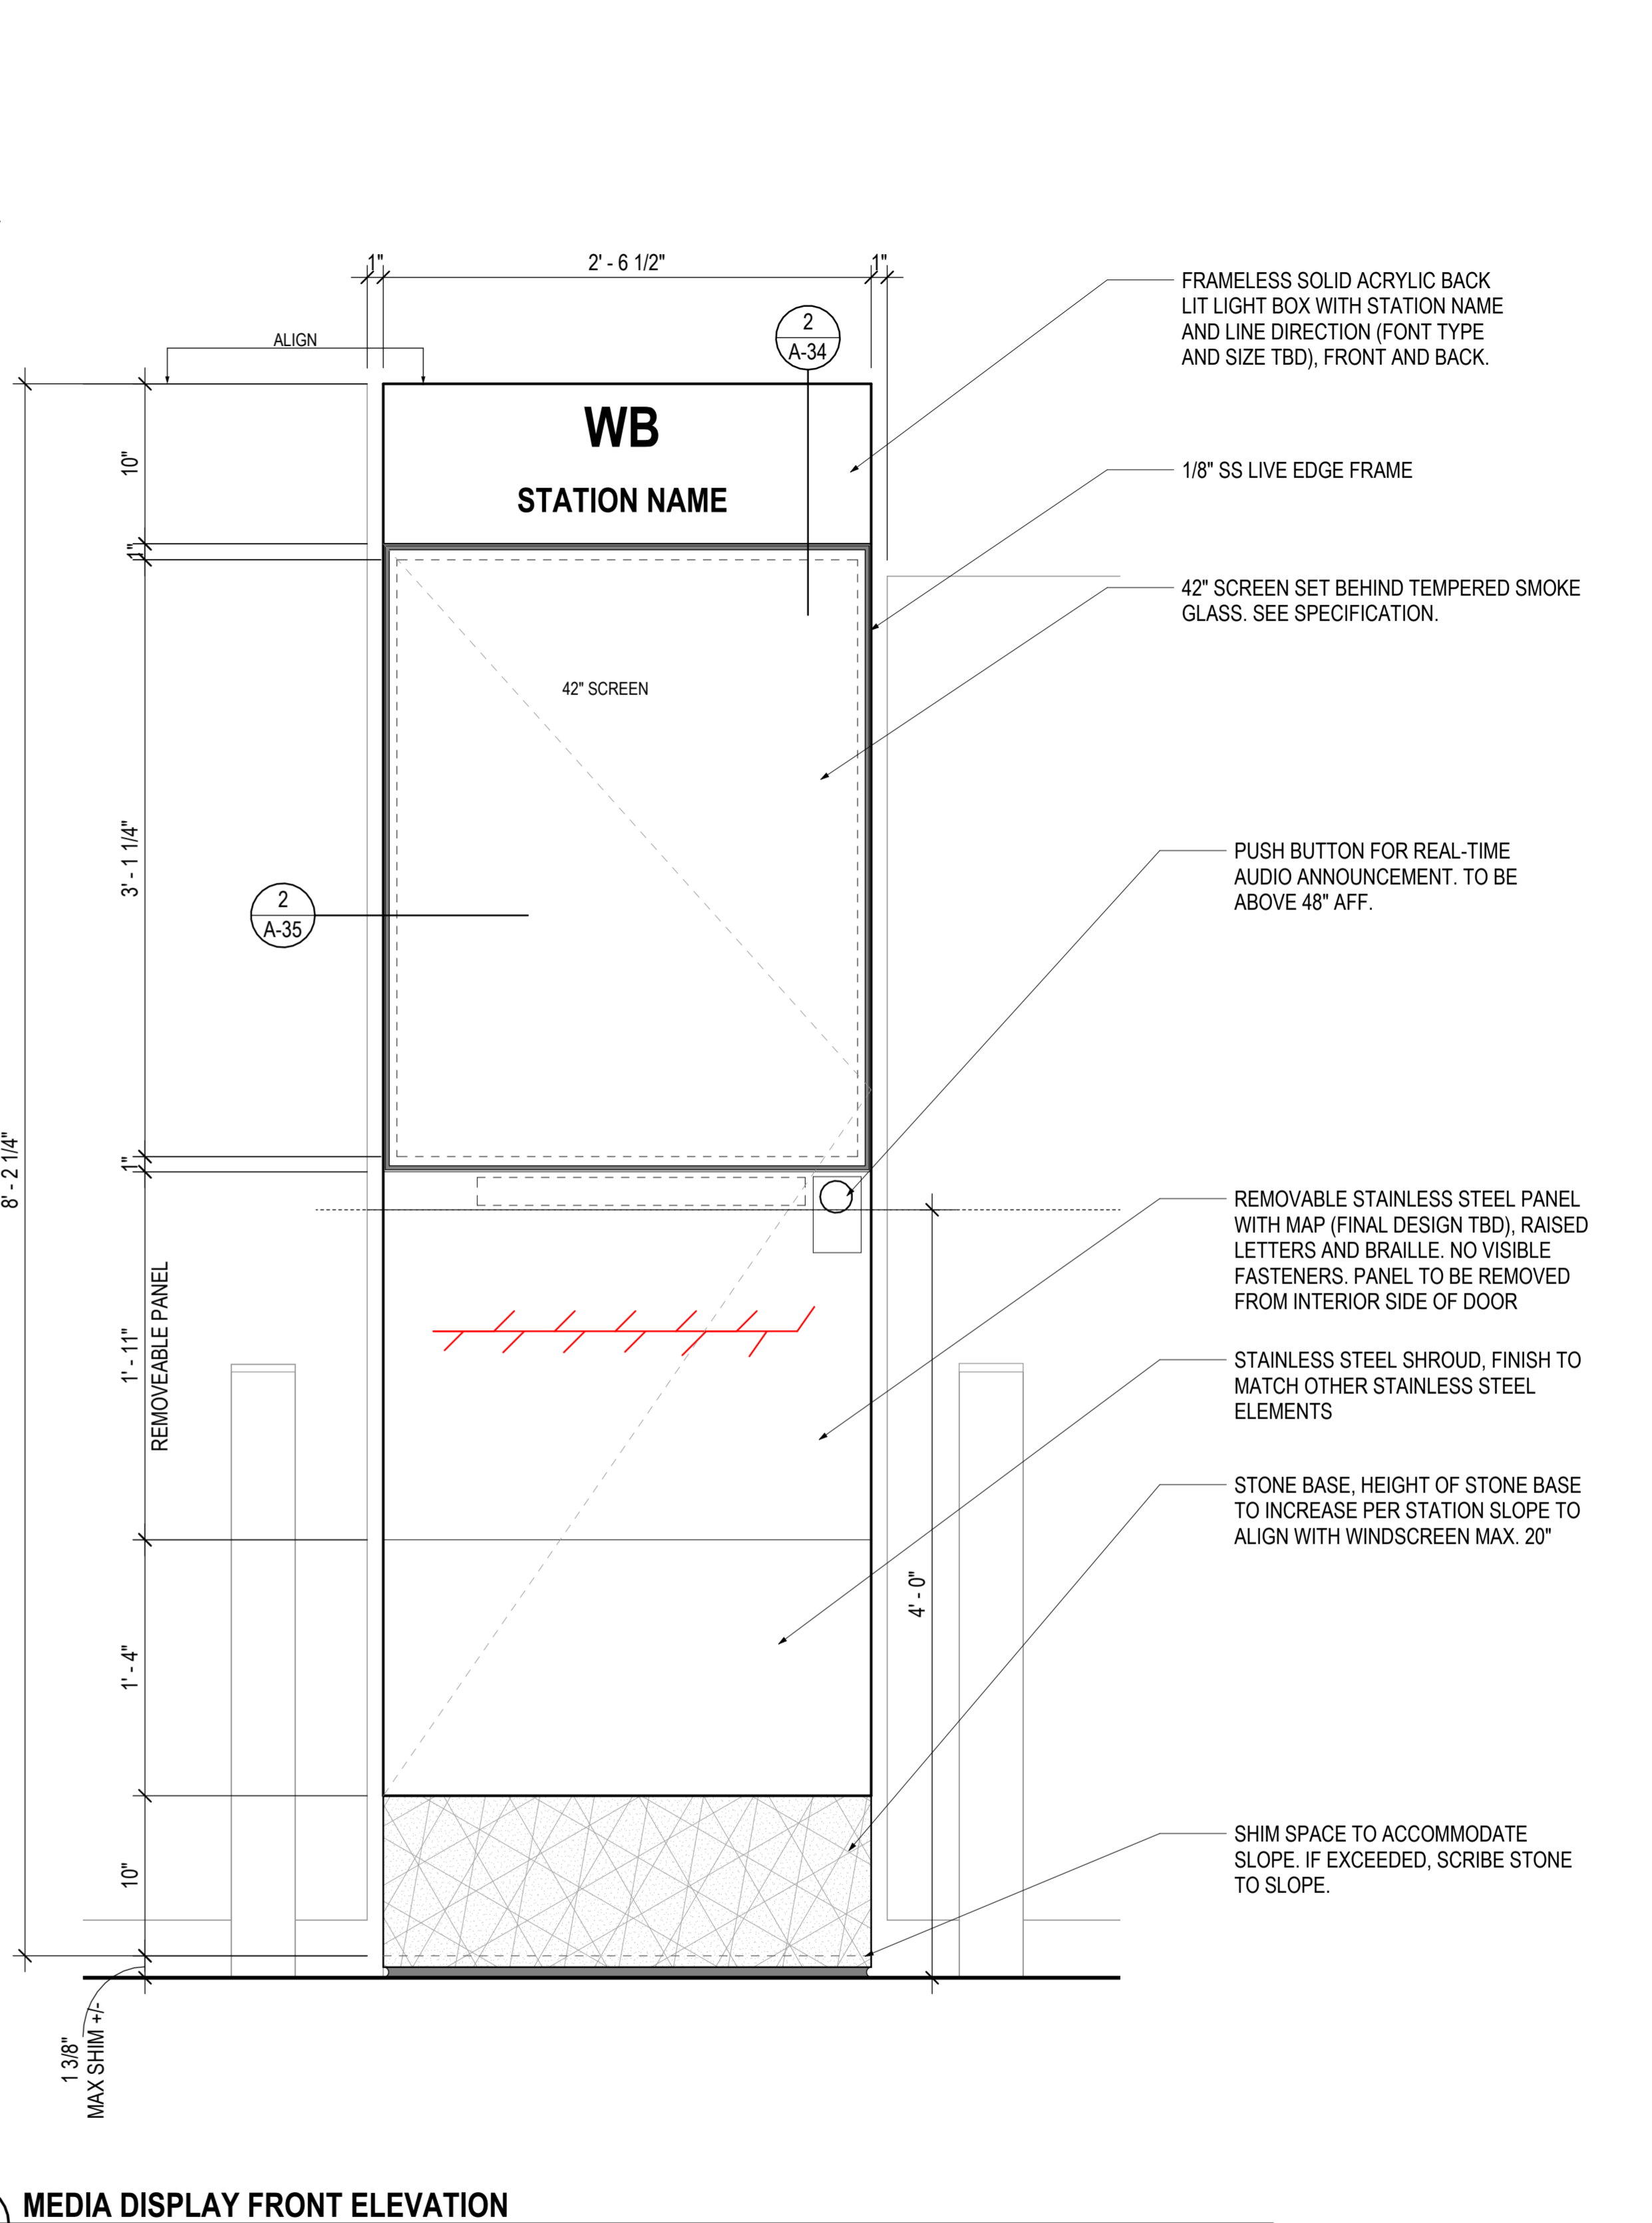 1"
2' - 6 1/2"
1"
2
A-34
ALIGN
WB
STATION NAME
10"
1"
42" SCREEN
3' - 1 1/4"
2
A-35
1"
8' - 2 1/4"
1' - 11"
REMOVEABLE PANEL
1' - 4"
4' - 0"
10"
1 3/8"
MAX SHIM +/-
FRAMELESS SOLID ACRYLIC BACK
LIT LIGHT BOX WITH STATION NAME
AND LINE DIRECTION (FONT TYPE
AND SIZE TBD), FRONT AND BACK.
1/8" SS LIVE EDGE FRAME
42" SCREEN SET BEHIND TEMPERED SMOKE
GLASS. SEE SPECIFICATION.
PUSH BUTTON FOR REAL-TIME
AUDIO ANNOUNCEMENT. TO BE
ABOVE 48" AFF.
REMOVABLE STAINLESS STEEL PANEL
WITH MAP (FINAL DESIGN TBD), RAISED
LETTERS AND BRAILLE. NO VISIBLE
FASTENERS. PANEL TO BE REMOVED
FROM INTERIOR SIDE OF DOOR
STAINLESS STEEL SHROUD, FINISH TO
MATCH OTHER STAINLESS STEEL
ELEMENTS
STONE BASE, HEIGHT OF STONE BASE
TO INCREASE PER STATION SLOPE TO
ALIGN WITH WINDSCREEN MAX. 20"
SHIM SPACE TO ACCOMMODATE
SLOPE. IF EXCEEDED, SCRIBE STONE
TO SLOPE.
MEDIA DISPLAY FRONT ELEVATION